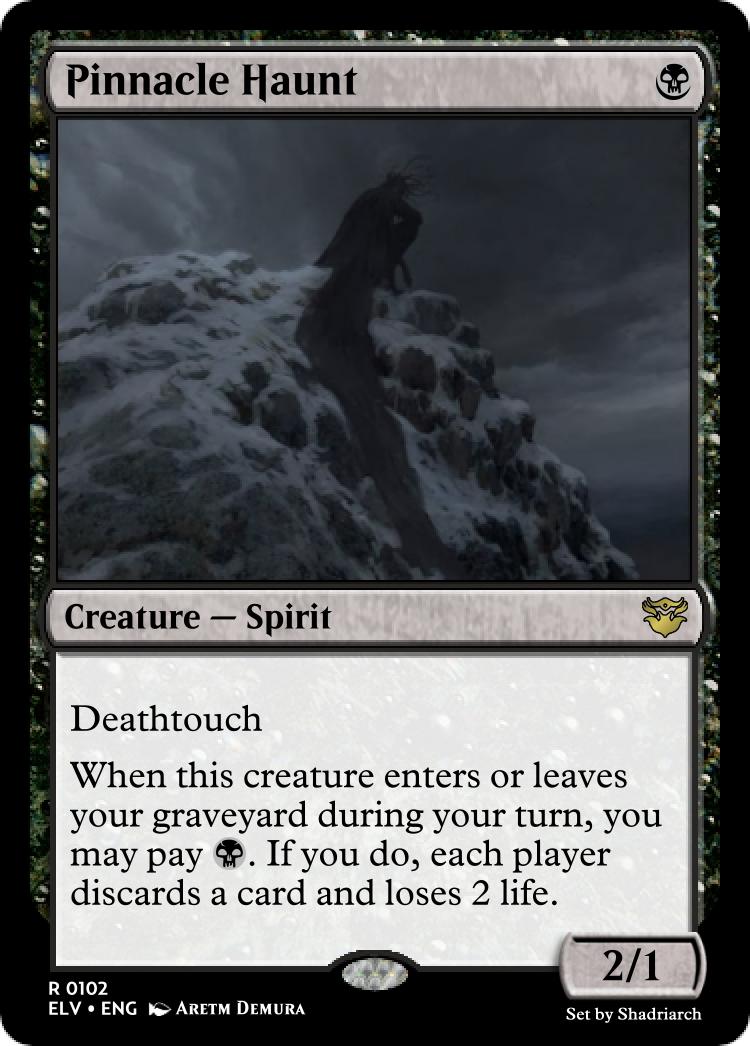 Pinnacle Haunt
Creature — Spirit
Deathtouch
When this creature enters or leaves
your graveyard during your turn, you
may pay . If you do, each player
discards a card and loses 2 life.
2/1
R 0102
ELV • ENG ARETM DEMURA
Set by Shadriarch